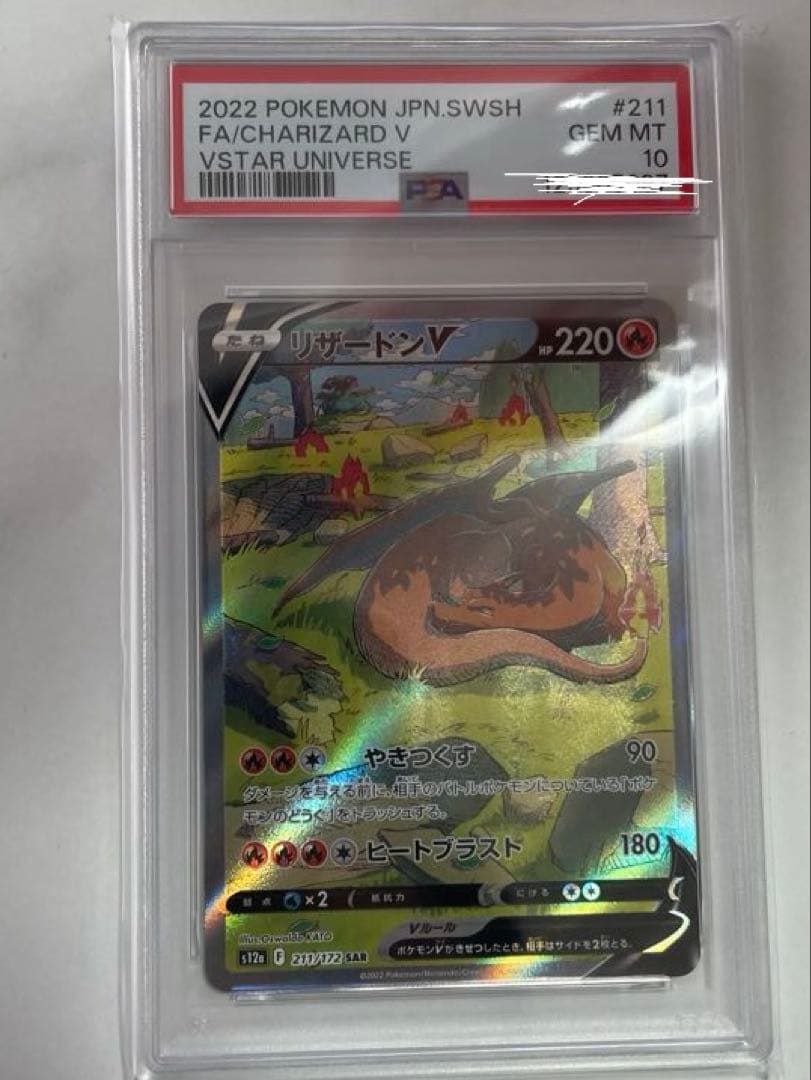 2022 POKEMON JPN.SWSH #211
FA/CHARIZARD V GEM MT
VSTAR UNIVERSE 10
PSA
たね リザードンV HP 220
やきつくす 90
ダメージを与える前に、相手のバトルポケモンについている「ポケ
モンのどうぐ」をトラッシュする。
ヒートブラスト 180
弱点 ×2 抵抗力 にげる
Vルール
ポケモンVがきぜつしたとき、相手はサイドを2枚とる。
Illus. Oswaldo KATO
s12a F 211/172 SAR
©2022 Pokémon/Nintendo/Creatures